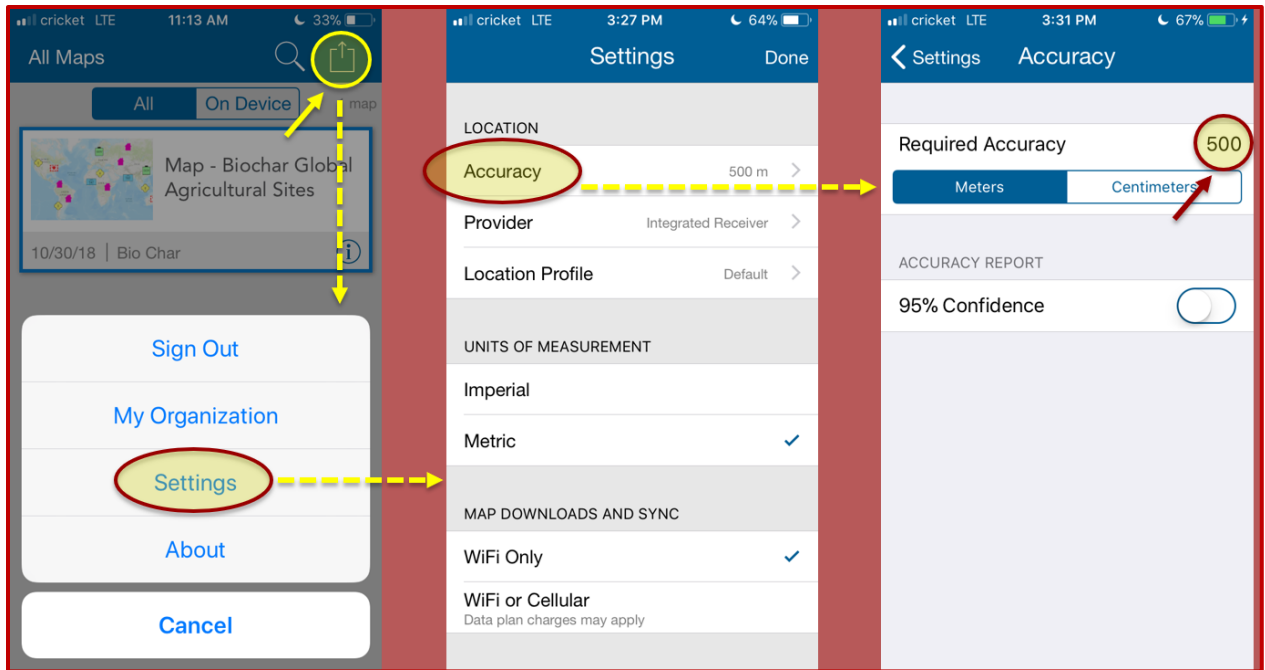 cricket LTE 11:13 AM 33%
All Maps
All On Device map
Map - Biochar Global
Agricultural Sites
10/30/18 | Bio Char
Sign Out
My Organization
Settings
About
Cancel
cricket LTE 3:27 PM 64%
Settings Done
LOCATION
Accuracy 500 m
Provider Integrated Receiver
Location Profile Default
UNITS OF MEASUREMENT
Imperial
Metric
MAP DOWNLOADS AND SYNC
WiFi Only
WiFi or Cellular
Data plan charges may apply
cricket LTE 3:31 PM 67%
Settings Accuracy
Required Accuracy 500
Meters Centimeters
ACCURACY REPORT
95% Confidence